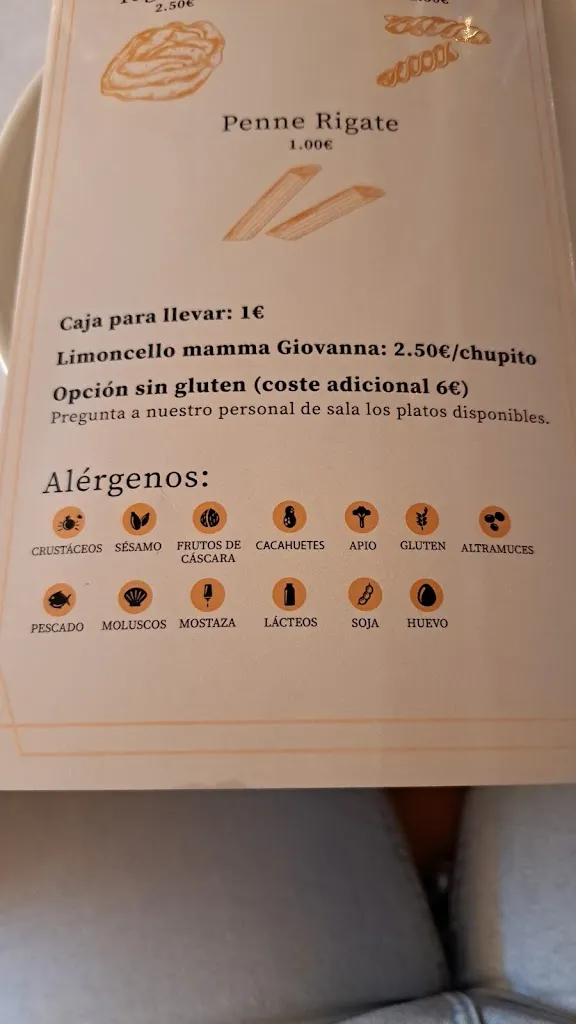 2.50€
Penne Rigate
1.00€
Caja para llevar: 1€
Limoncello mamma Giovanna: 2.50€/chupito
Opción sin gluten (coste adicional 6€)
Pregunta a nuestro personal de sala los platos disponibles.
Alérgenos:
CRUSTÁCEOS SÉSAMO FRUTOS DE CÁSCARA CACAHUETES APIO GLUTEN ALTRAMUCES
PESCADO MOLUSCOS MOSTAZA LÁCTEOS SOJA HUEVO